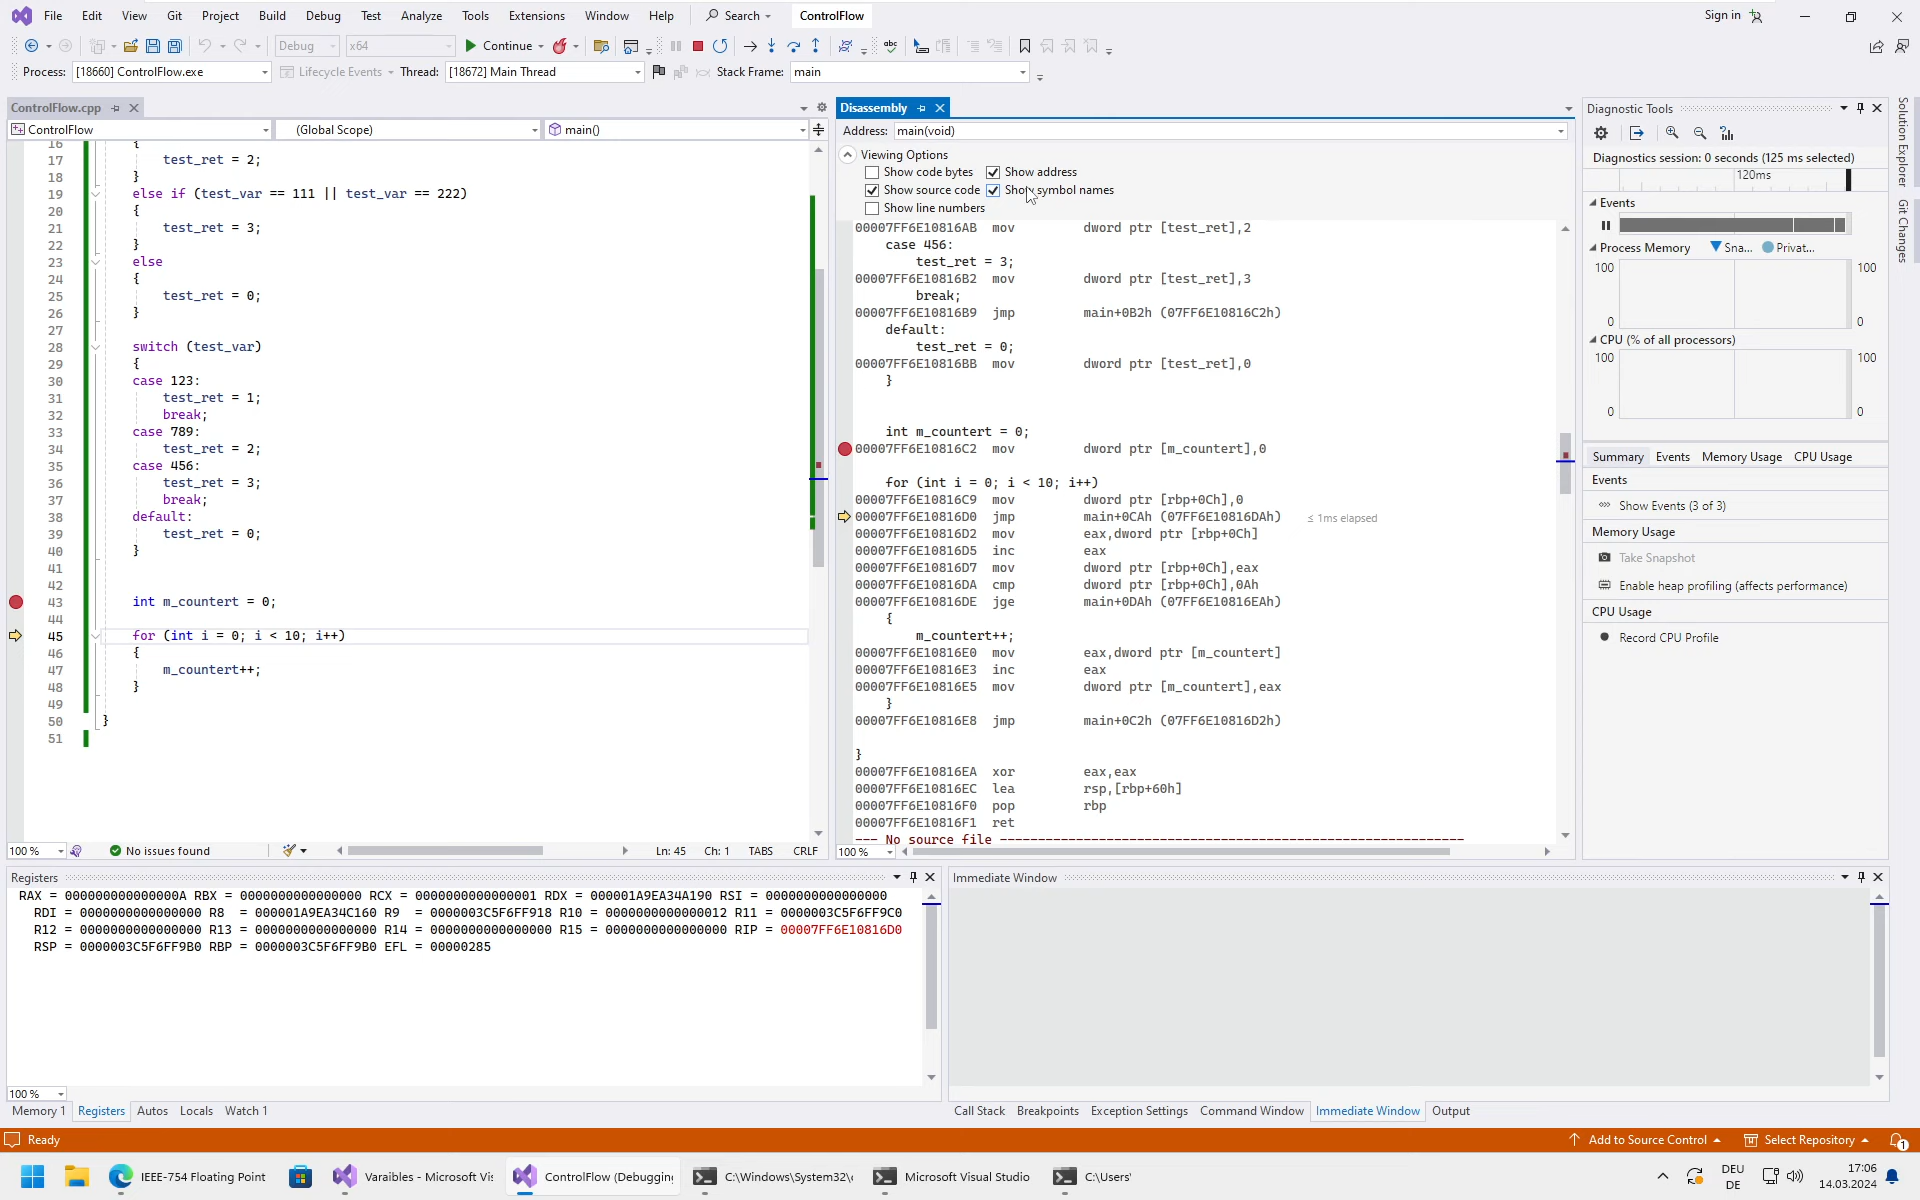 File Edit View Git Project Build Debug Test Analyze Tools Extensions Window Help Search ControlFlow Sign in
Debug x64 Continue
Process: [18660] ControlFlow.exe Lifecycle Events Thread: [18672] Main Thread Stack Frame: main
ControlFlow.cpp
ControlFlow (Global Scope) main()
16 {
17 test_ret = 2;
18 }
19 else if (test_var == 111 || test_var == 222)
20 {
21 test_ret = 3;
22 }
23 else
24 {
25 test_ret = 0;
26 }
27
28 switch (test_var)
29 {
30 case 123:
31 test_ret = 1;
32 break;
33 case 789:
34 test_ret = 2;
35 case 456:
36 test_ret = 3;
37 break;
38 default:
39 test_ret = 0;
40 }
41
42
43 int m_countert = 0;
44
45 for (int i = 0; i < 10; i++)
46 {
47 m_countert++;
48 }
49
50 }
51
100 % No issues found Ln: 45 Ch: 1 TABS CRLF
Disassembly
Address: main(void)
Viewing Options
Show code bytes Show address
Show source code Show symbol names
Show line numbers
00007FF6E10816AB mov dword ptr [test_ret],2
case 456:
test_ret = 3;
00007FF6E10816B2 mov dword ptr [test_ret],3
break;
00007FF6E10816B9 jmp main+0B2h (07FF6E10816C2h)
default:
test_ret = 0;
00007FF6E10816BB mov dword ptr [test_ret],0
}
int m_countert = 0;
00007FF6E10816C2 mov dword ptr [m_countert],0
for (int i = 0; i < 10; i++)
00007FF6E10816C9 mov dword ptr [rbp+0Ch],0
00007FF6E10816D0 jmp main+0CAh (07FF6E10816DAh) ≤ 1ms elapsed
00007FF6E10816D2 mov eax,dword ptr [rbp+0Ch]
00007FF6E10816D5 inc eax
00007FF6E10816D7 mov dword ptr [rbp+0Ch],eax
00007FF6E10816DA cmp dword ptr [rbp+0Ch],0Ah
00007FF6E10816DE jge main+0DAh (07FF6E10816EAh)
{
m_countert++;
00007FF6E10816E0 mov eax,dword ptr [m_countert]
00007FF6E10816E3 inc eax
00007FF6E10816E5 mov dword ptr [m_countert],eax
}
00007FF6E10816E8 jmp main+0C2h (07FF6E10816D2h)
}
00007FF6E10816EA xor eax,eax
00007FF6E10816EC lea rsp,[rbp+60h]
00007FF6E10816F0 pop rbp
00007FF6E10816F1 ret
--- No source file ---
100 %
Diagnostic Tools
Diagnostics session: 0 seconds (125 ms selected)
120ms
Events
Process Memory Sna... Privat...
100 100
0 0
CPU (% of all processors)
100 100
0 0
Summary Events Memory Usage CPU Usage
Events
Show Events (3 of 3)
Memory Usage
Take Snapshot
Enable heap profiling (affects performance)
CPU Usage
Record CPU Profile
Solution Explorer
Git Changes
Registers
RAX = 000000000000000A RBX = 0000000000000000 RCX = 0000000000000001 RDX = 000001A9EA34A190 RSI = 0000000000000000
RDI = 0000000000000000 R8 = 000001A9EA34C160 R9 = 0000003C5F6FF918 R10 = 0000000000000012 R11 = 0000003C5F6FF9C0
R12 = 0000000000000000 R13 = 0000000000000000 R14 = 0000000000000000 R15 = 0000000000000000 RIP = 00007FF6E10816D0
RSP = 0000003C5F6FF9B0 RBP = 0000003C5F6FF9B0 EFL = 00000285
100 %
Memory 1 Registers Autos Locals Watch 1
Immediate Window
Call Stack Breakpoints Exception Settings Command Window Immediate Window Output
Ready Add to Source Control Select Repository 1
IEEE-754 Floating Point Varaibles - Microsoft Vis ControlFlow (Debugging C:\Windows\System32\ Microsoft Visual Studio C:\Users' DEU 17:06
DE 14.03.2024